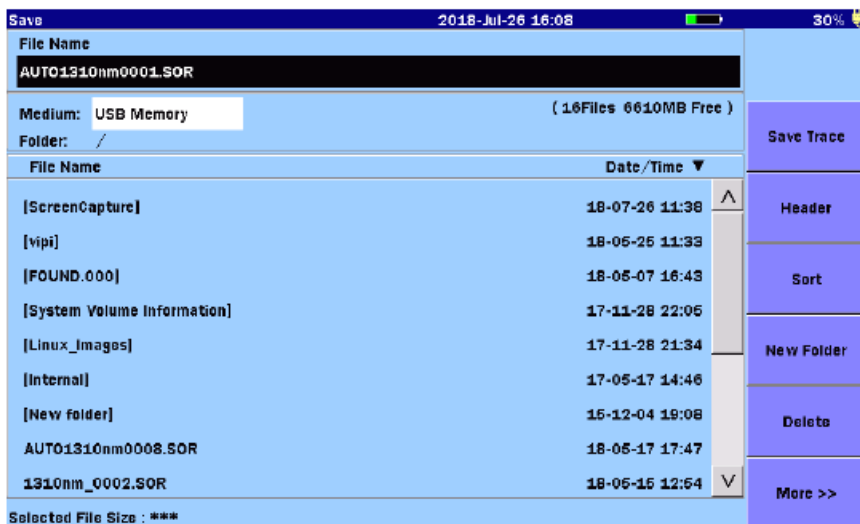 Save 2018-Jul-26 16:08 30%
File Name
AUTO1310nm0001.SOR
Medium: USB Memory (16Files 6610MB Free)
Folder: /
File Name Date/Time ▼
[ScreenCapture] 18-07-26 11:38
[vipi] 18-05-25 11:33
[FOUND.000] 18-05-07 16:43
[System Volume Information] 17-11-28 22:05
[Linux_Images] 17-11-28 21:34
[Internal] 17-05-17 14:46
[New folder] 15-12-04 19:08
AUTO1310nm0008.SOR 18-05-17 17:47
1310nm_0002.SOR 18-05-15 12:54
Selected File Size : ***
Save Trace
Header
Sort
New Folder
Delete
More >>